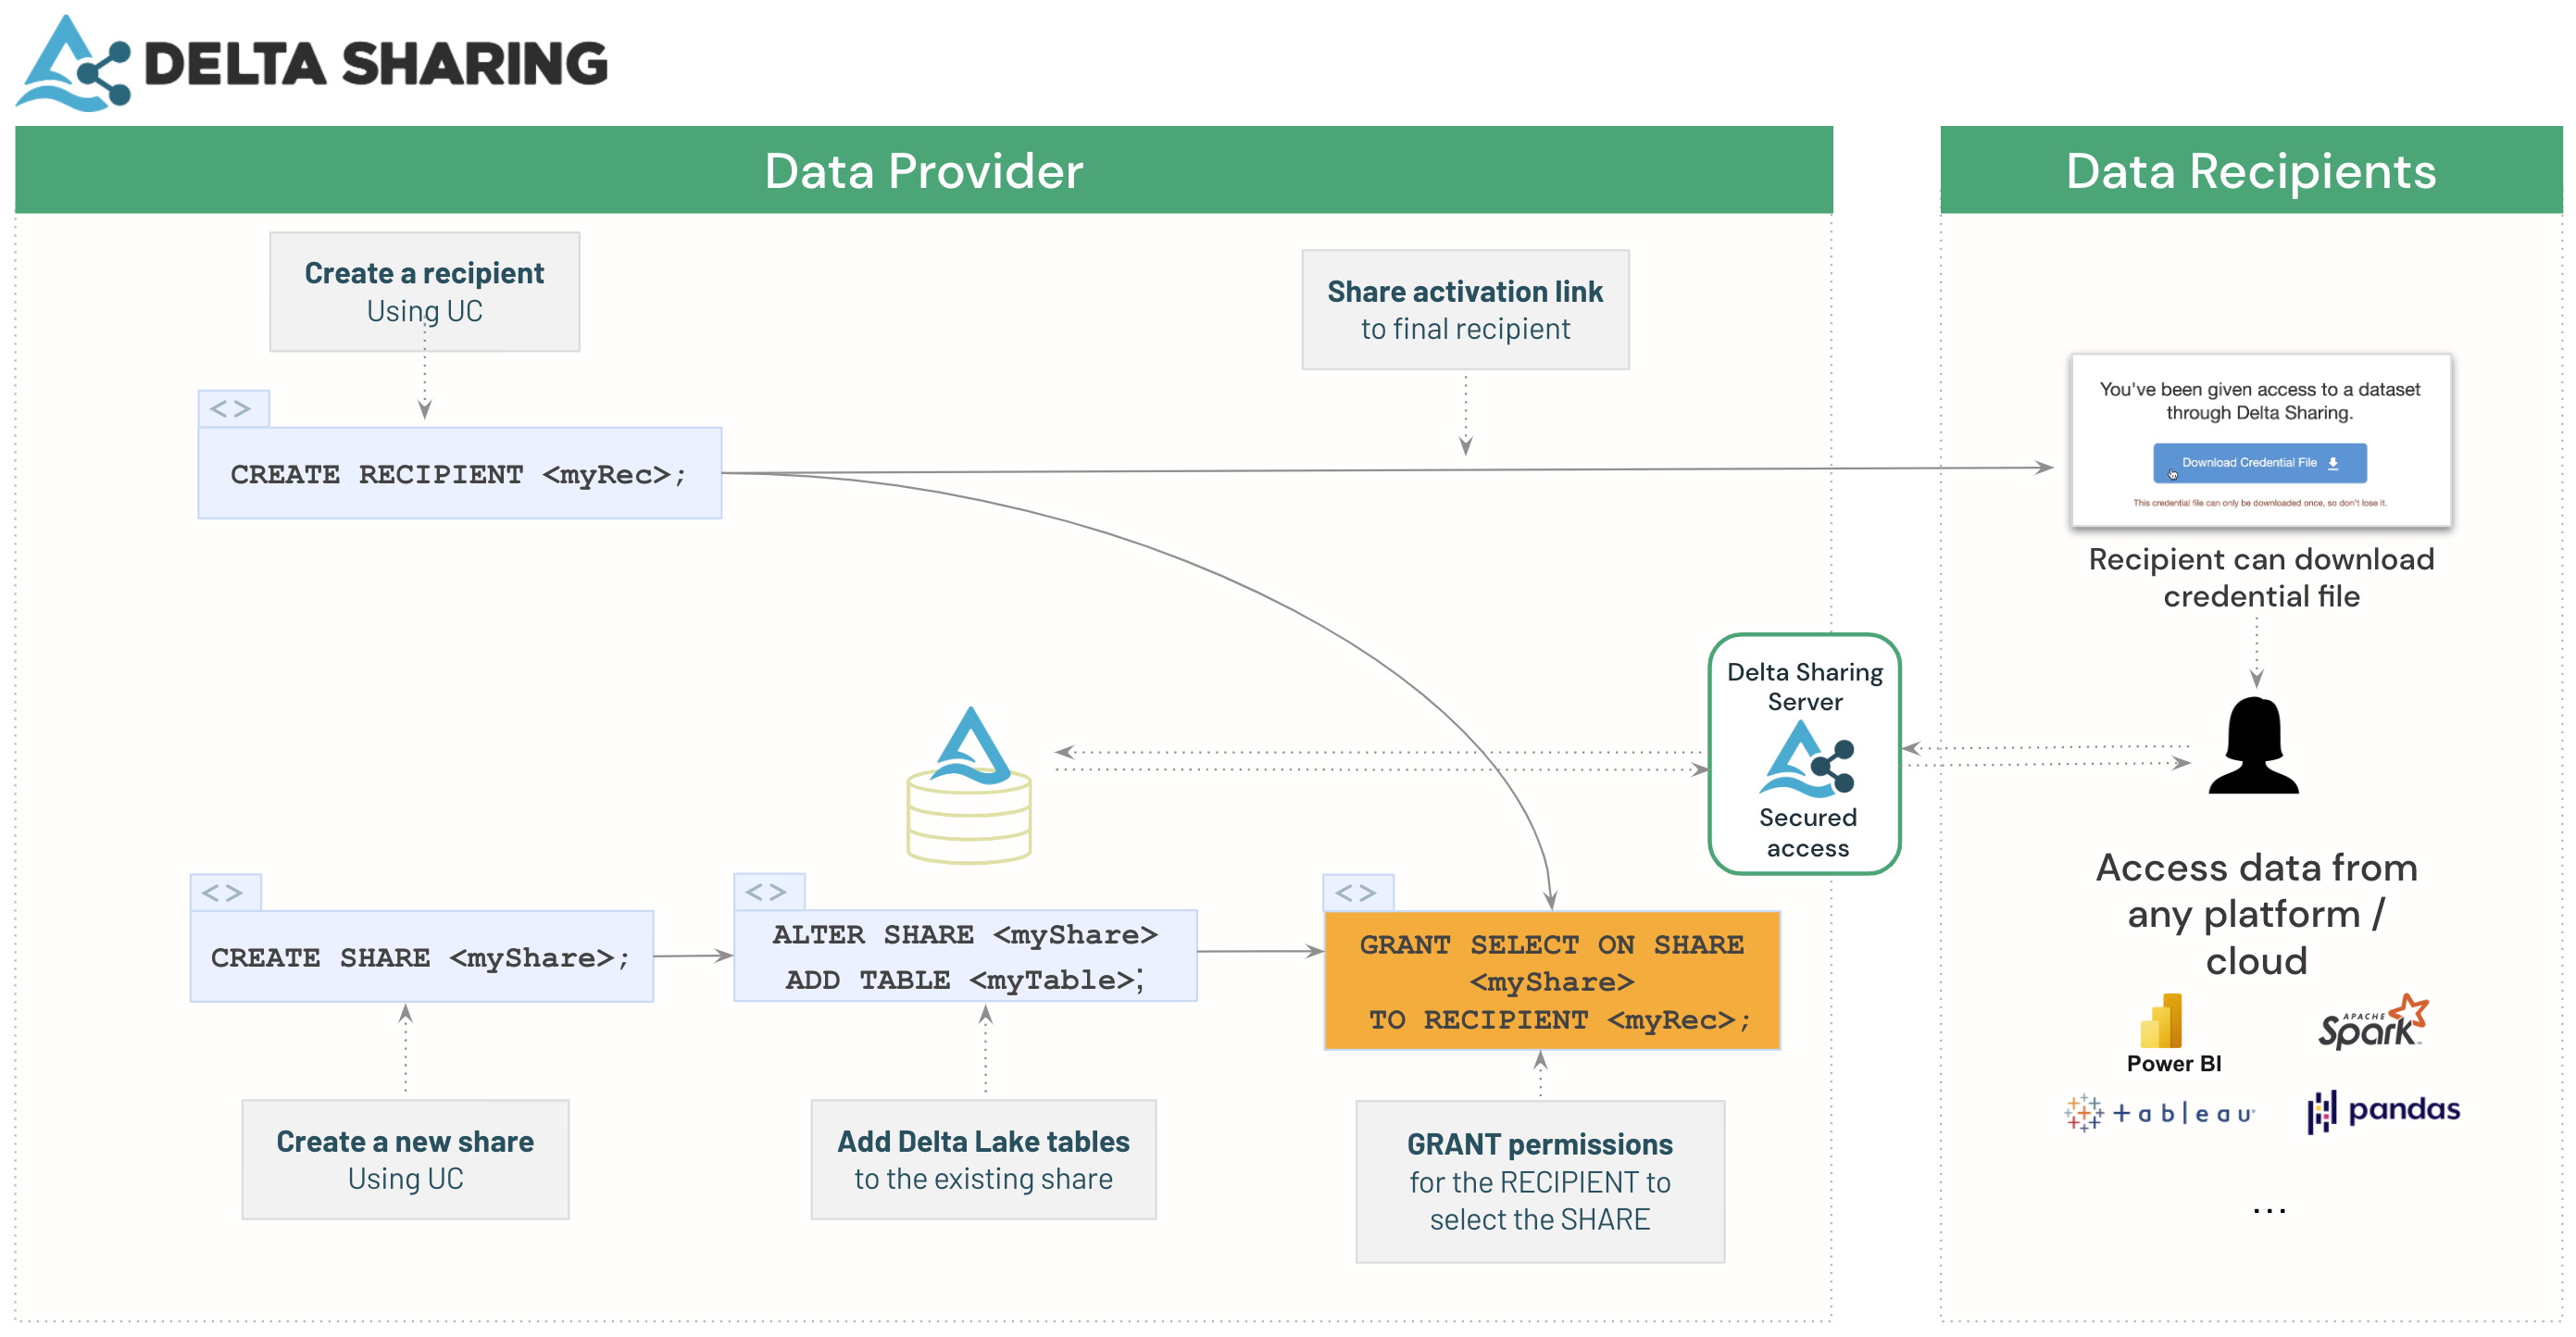 DELTA SHARING
Data Provider
Data Recipients
Create a recipient
Using UC
Share activation link
to final recipient
<>
CREATE RECIPIENT <myRec>;
You've been given access to a dataset
through Delta Sharing.
Download Credential File
This credential file can only be downloaded once, so don't lose it.
Recipient can download
credential file
Delta Sharing
Server
Secured
access
<>
CREATE SHARE <myShare>;
<>
ALTER SHARE <myShare>
ADD TABLE <myTable>;
<>
GRANT SELECT ON SHARE
<myShare>
TO RECIPIENT <myRec>;
Access data from
any platform /
cloud
Power BI
APACHE
Spark™
tableau
pandas
...
Create a new share
Using UC
Add Delta Lake tables
to the existing share
GRANT permissions
for the RECIPIENT to
select the SHARE